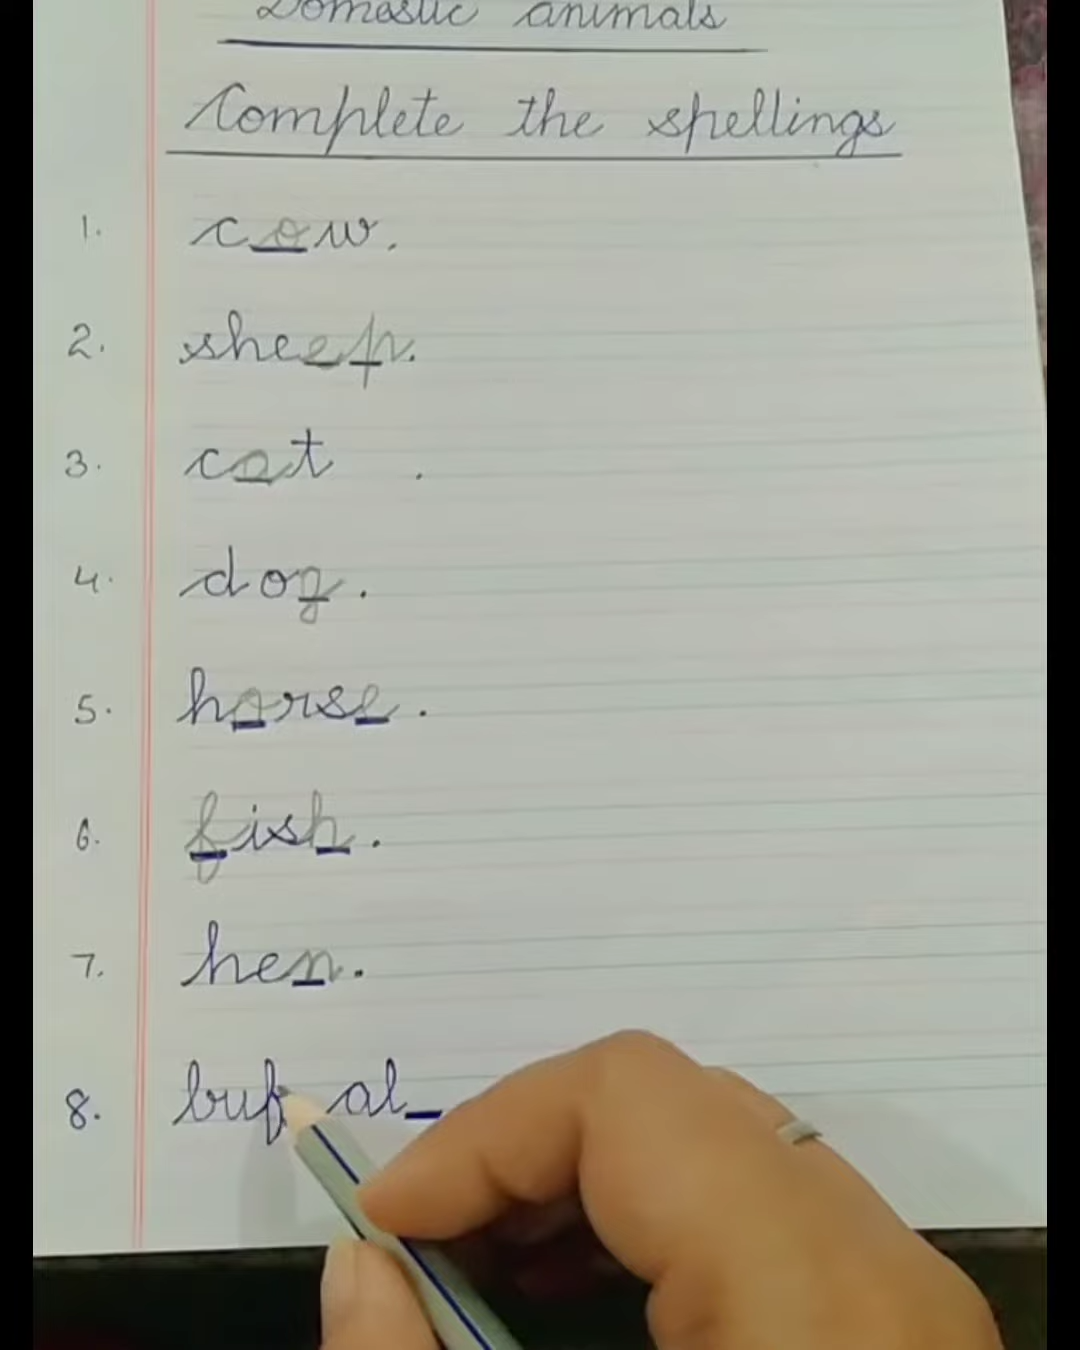 Domestic animals
Complete the spellings
1. cow.
2. sheep.
3. cat .
4. dog.
5. horse.
6. fish.
7. hen.
8. buf al_